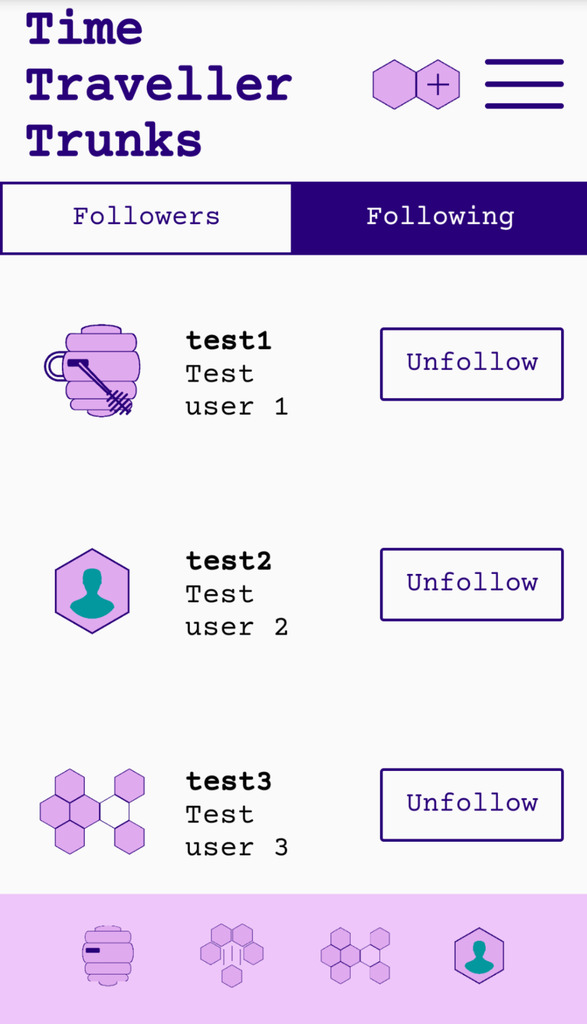 Time
Traveller
Trunks
Followers
Following
test1
Test
user 1
Unfollow
test2
Test
user 2
Unfollow
test3
Test
user 3
Unfollow